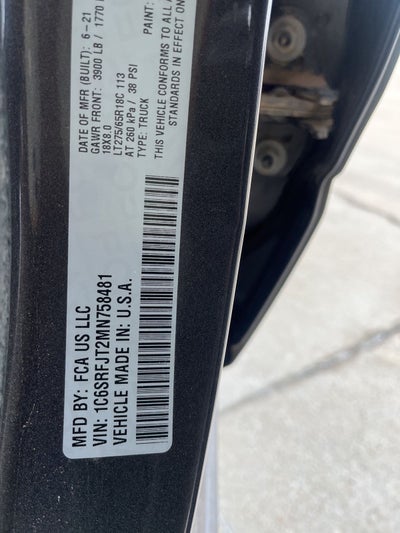 MFD BY: FCA US LLC
DATE OF MFR (BUILT): 6-21
GAWR FRONT: 3900 LB / 1770
18X8.0
LT275/65R18C 113
AT 260 kPa / 38 PSI
TYPE: TRUCK
PAINT:
THIS VEHICLE CONFORMS TO ALL
STANDARDS IN EFFECT ON
VIN: 1C6SRFJT2MN758481
VEHICLE MADE IN: U.S.A.